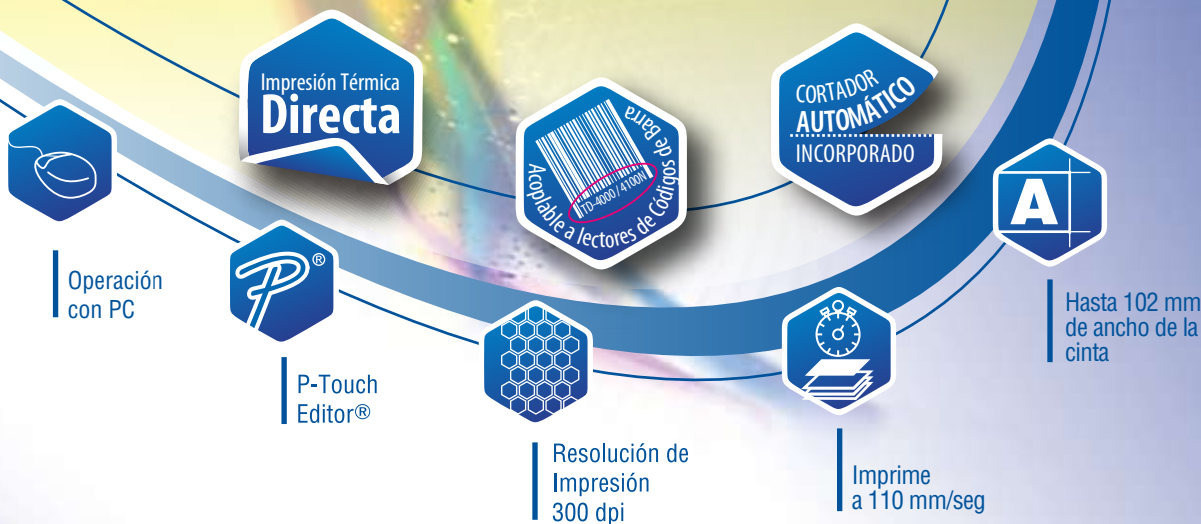 Impresión Térmica
Directa
TD-4000 / 4100N
Acoplable a lectores de Códigos de Barra
CORTADOR
AUTOMÁTICO
INCORPORADO
A
Operación
con PC
P®
P-Touch
Editor®
Resolución de
Impresión
300 dpi
Imprime
a 110 mm/seg
Hasta 102 mm
de ancho de la
cinta